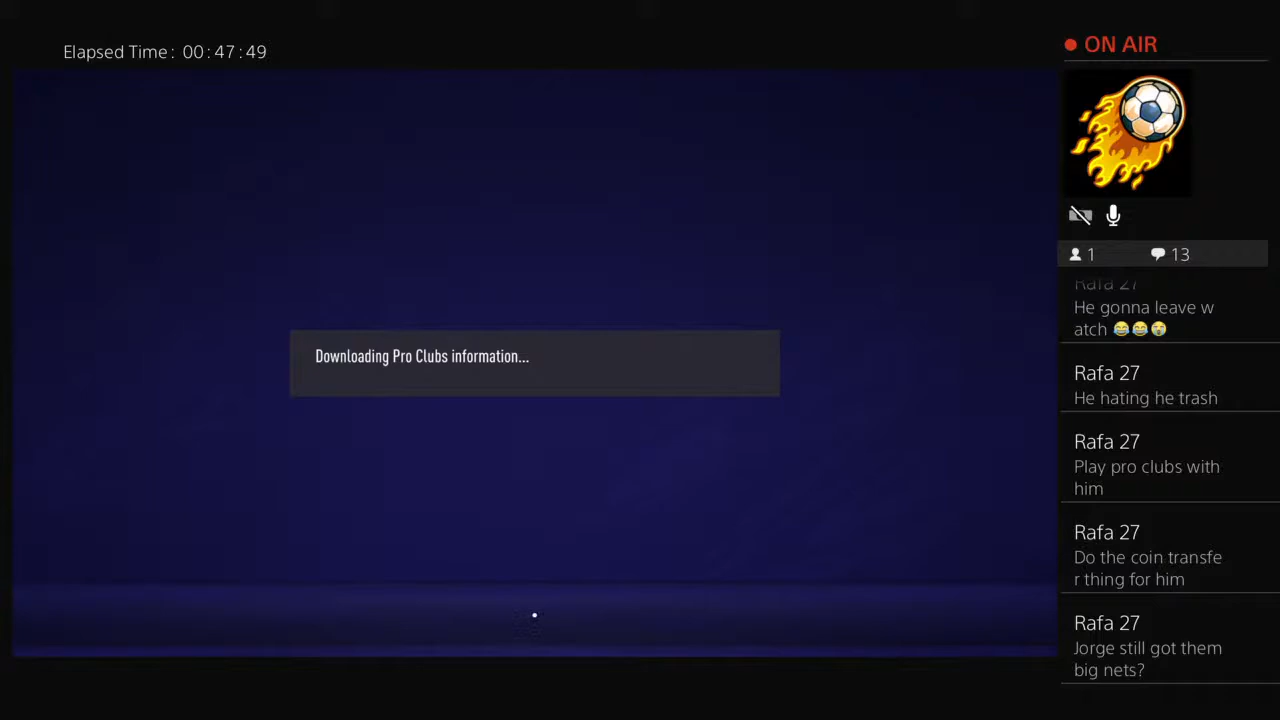 Elapsed Time: 00:47:49
ON AIR
1 13
Rafa 27
He gonna leave w
atch 😂😂😭
Rafa 27
He hating he trash
Rafa 27
Play pro clubs with
him
Rafa 27
Do the coin transfe
r thing for him
Rafa 27
Jorge still got them
big nets?
Downloading Pro Clubs information...